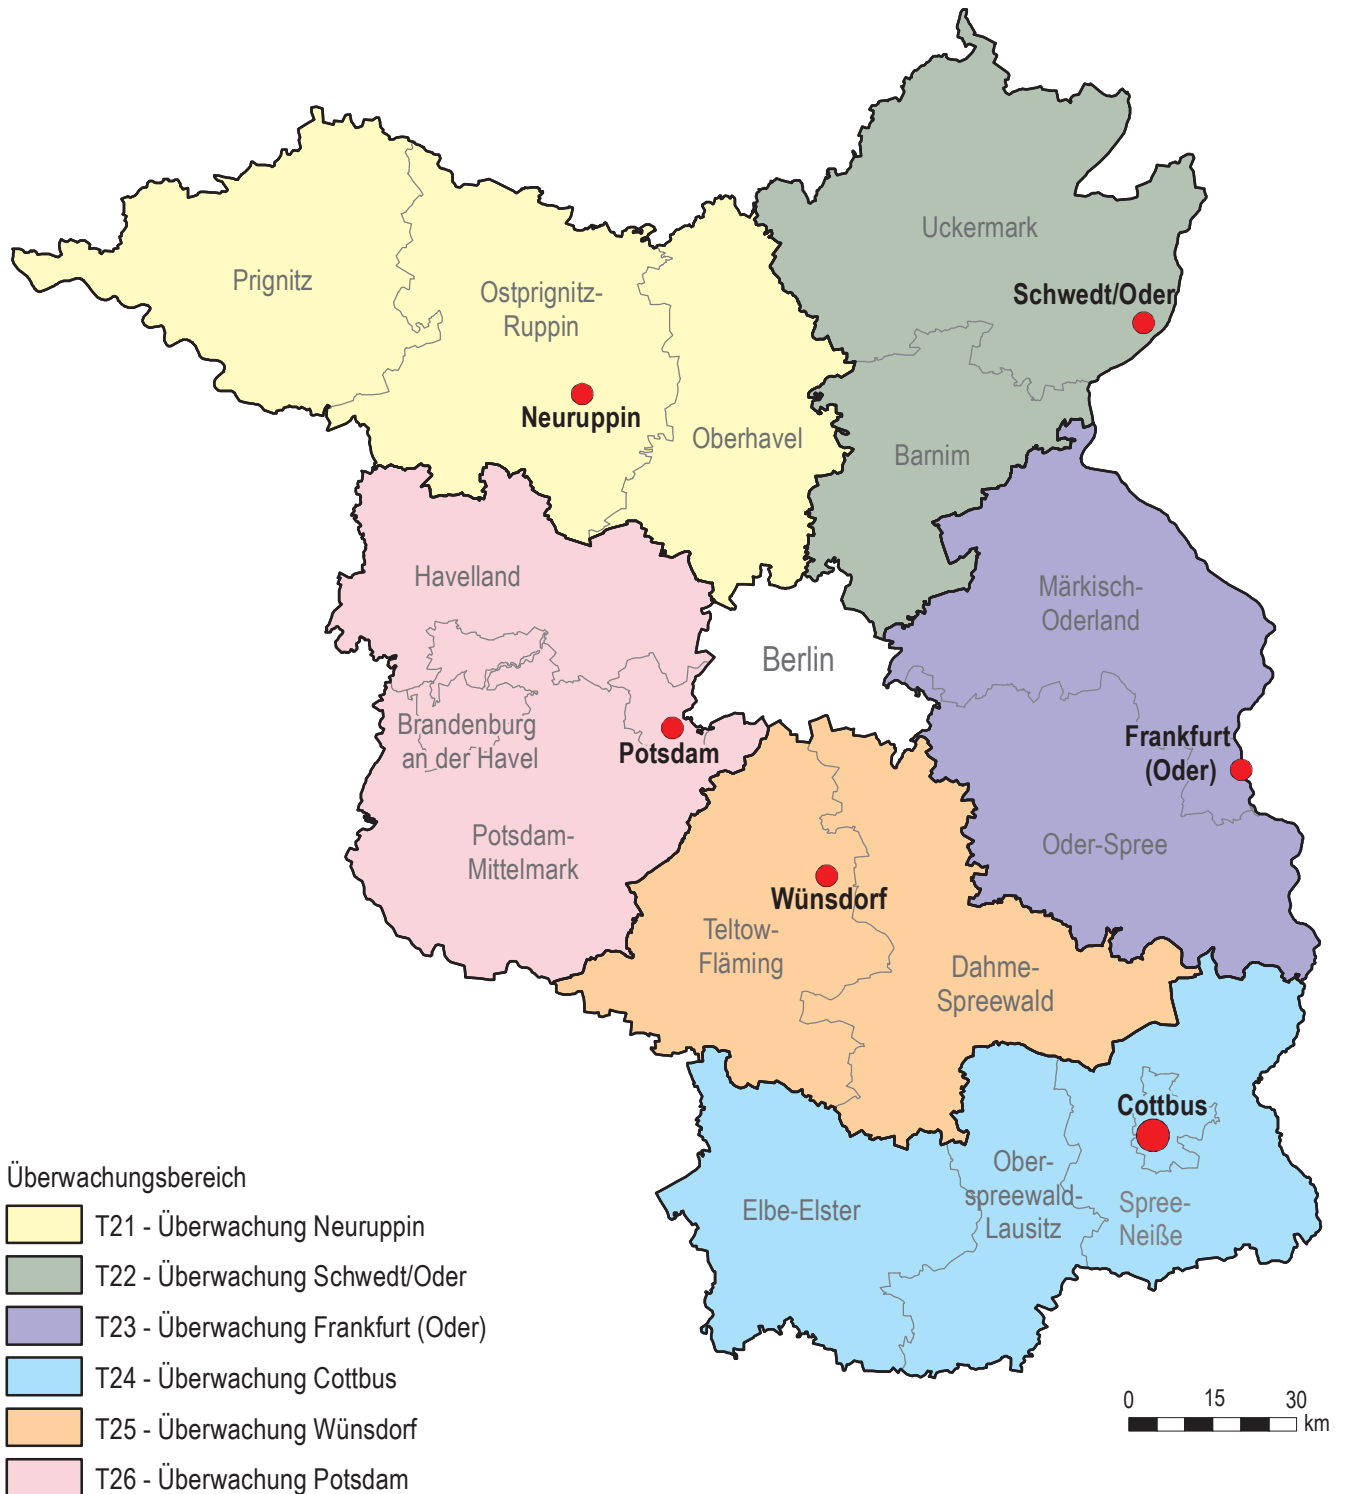 Uckermark
Schwedt/Oder
Prignitz
Ostprignitz-
Ruppin
Neuruppin
Oberhavel
Barnim
Havelland
Märkisch-
Oderland
Berlin
Brandenburg
an der Havel
Potsdam
Frankfurt
(Oder)
Potsdam-
Mittelmark
Oder-Spree
Wünsdorf
Teltow-
Fläming
Dahme-
Spreewald
Cottbus
Elbe-Elster
Ober-
spreewald-
Lausitz
Spree-
Neiße
Überwachungsbereich
T21 - Überwachung Neuruppin
T22 - Überwachung Schwedt/Oder
T23 - Überwachung Frankfurt (Oder)
T24 - Überwachung Cottbus
T25 - Überwachung Wünsdorf
T26 - Überwachung Potsdam
0 15 30
km